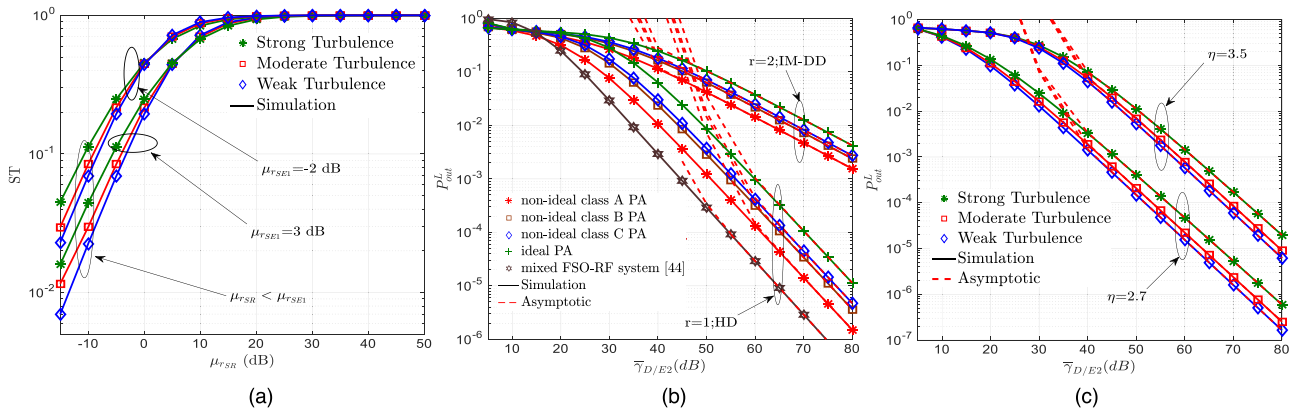 10^0
10^-1
10^-2
ST
Strong Turbulence
Moderate Turbulence
Weak Turbulence
Simulation
μ_{rSE1}=-2 dB
μ_{rSE1}=3 dB
μ_{rSR} < μ_{rSE1}
-10 0 10 20 30 40 50
μ_{rSR} (dB)
(a)
10^0
10^-1
10^-2
10^-3
10^-4
10^-5
10^-6
P^L_{out}
r=2;IM-DD
non-ideal class A PA
non-ideal class B PA
non-ideal class C PA
ideal PA
mixed FSO-RF system [44]
Simulation
Asymptotic
r=1;HD
10 20 30 40 50 60 70 80
γ̅_{D/E2}(dB)
(b)
10^0
10^-1
10^-2
10^-3
10^-4
10^-5
10^-6
10^-7
P^L_{out}
η=3.5
Strong Turbulence
Moderate Turbulence
Weak Turbulence
Simulation
Asymptotic
η=2.7
10 20 30 40 50 60 70 80
γ̅_{D/E2}(dB)
(c)